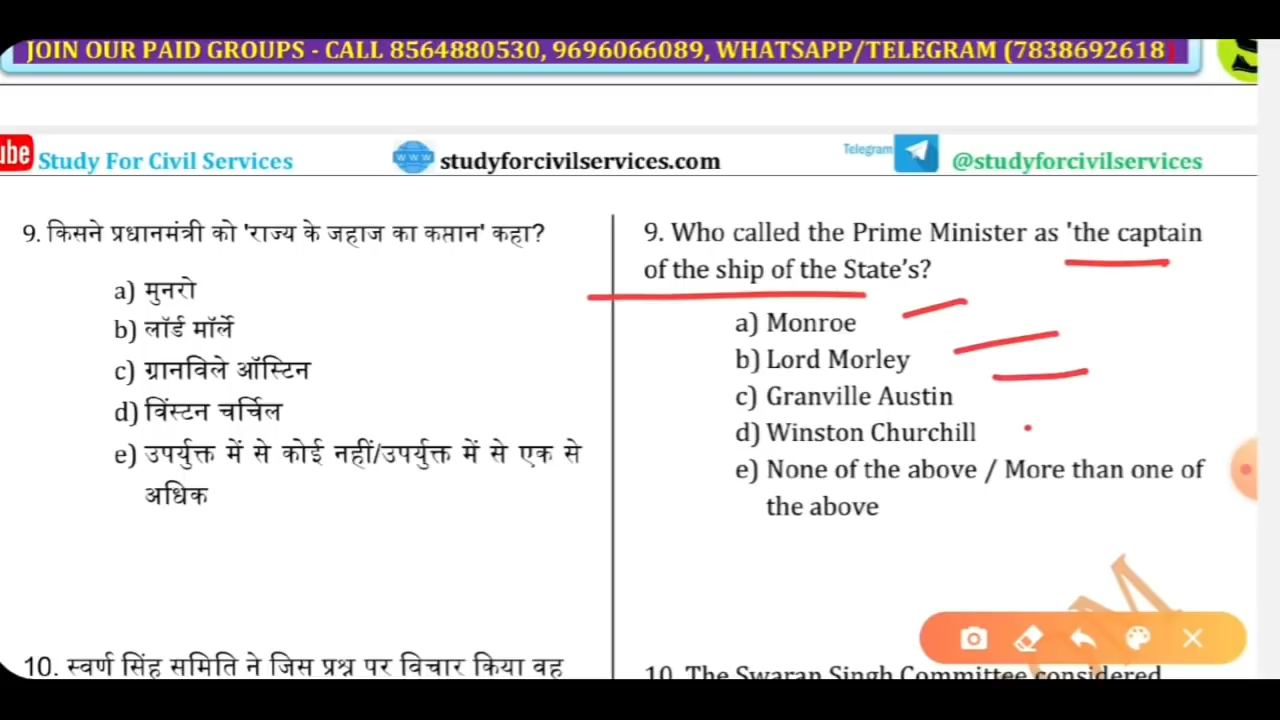 JOIN OUR PAID GROUPS - CALL 8564880530, 9696066089, WHATSAPP/TELEGRAM (7838692618)
ube Study For Civil Services
www studyforcivilservices.com
Telegram @studyforcivilservices
9. किसने प्रधानमंत्री को 'राज्य के जहाज का कप्तान' कहा?
a) मुनरो
b) लॉर्ड मॉर्ले
c) ग्रानविले ऑस्टिन
d) विंस्टन चर्चिल
e) उपर्युक्त में से कोई नहीं/उपर्युक्त में से एक से
अधिक
10. स्वर्ण सिंह समिति ने जिस प्रश्न पर विचार किया वह
9. Who called the Prime Minister as 'the captain
of the ship of the State's?
a) Monroe
b) Lord Morley
c) Granville Austin
d) Winston Churchill
e) None of the above / More than one of
the above
10. The Swaran Singh Committee considered